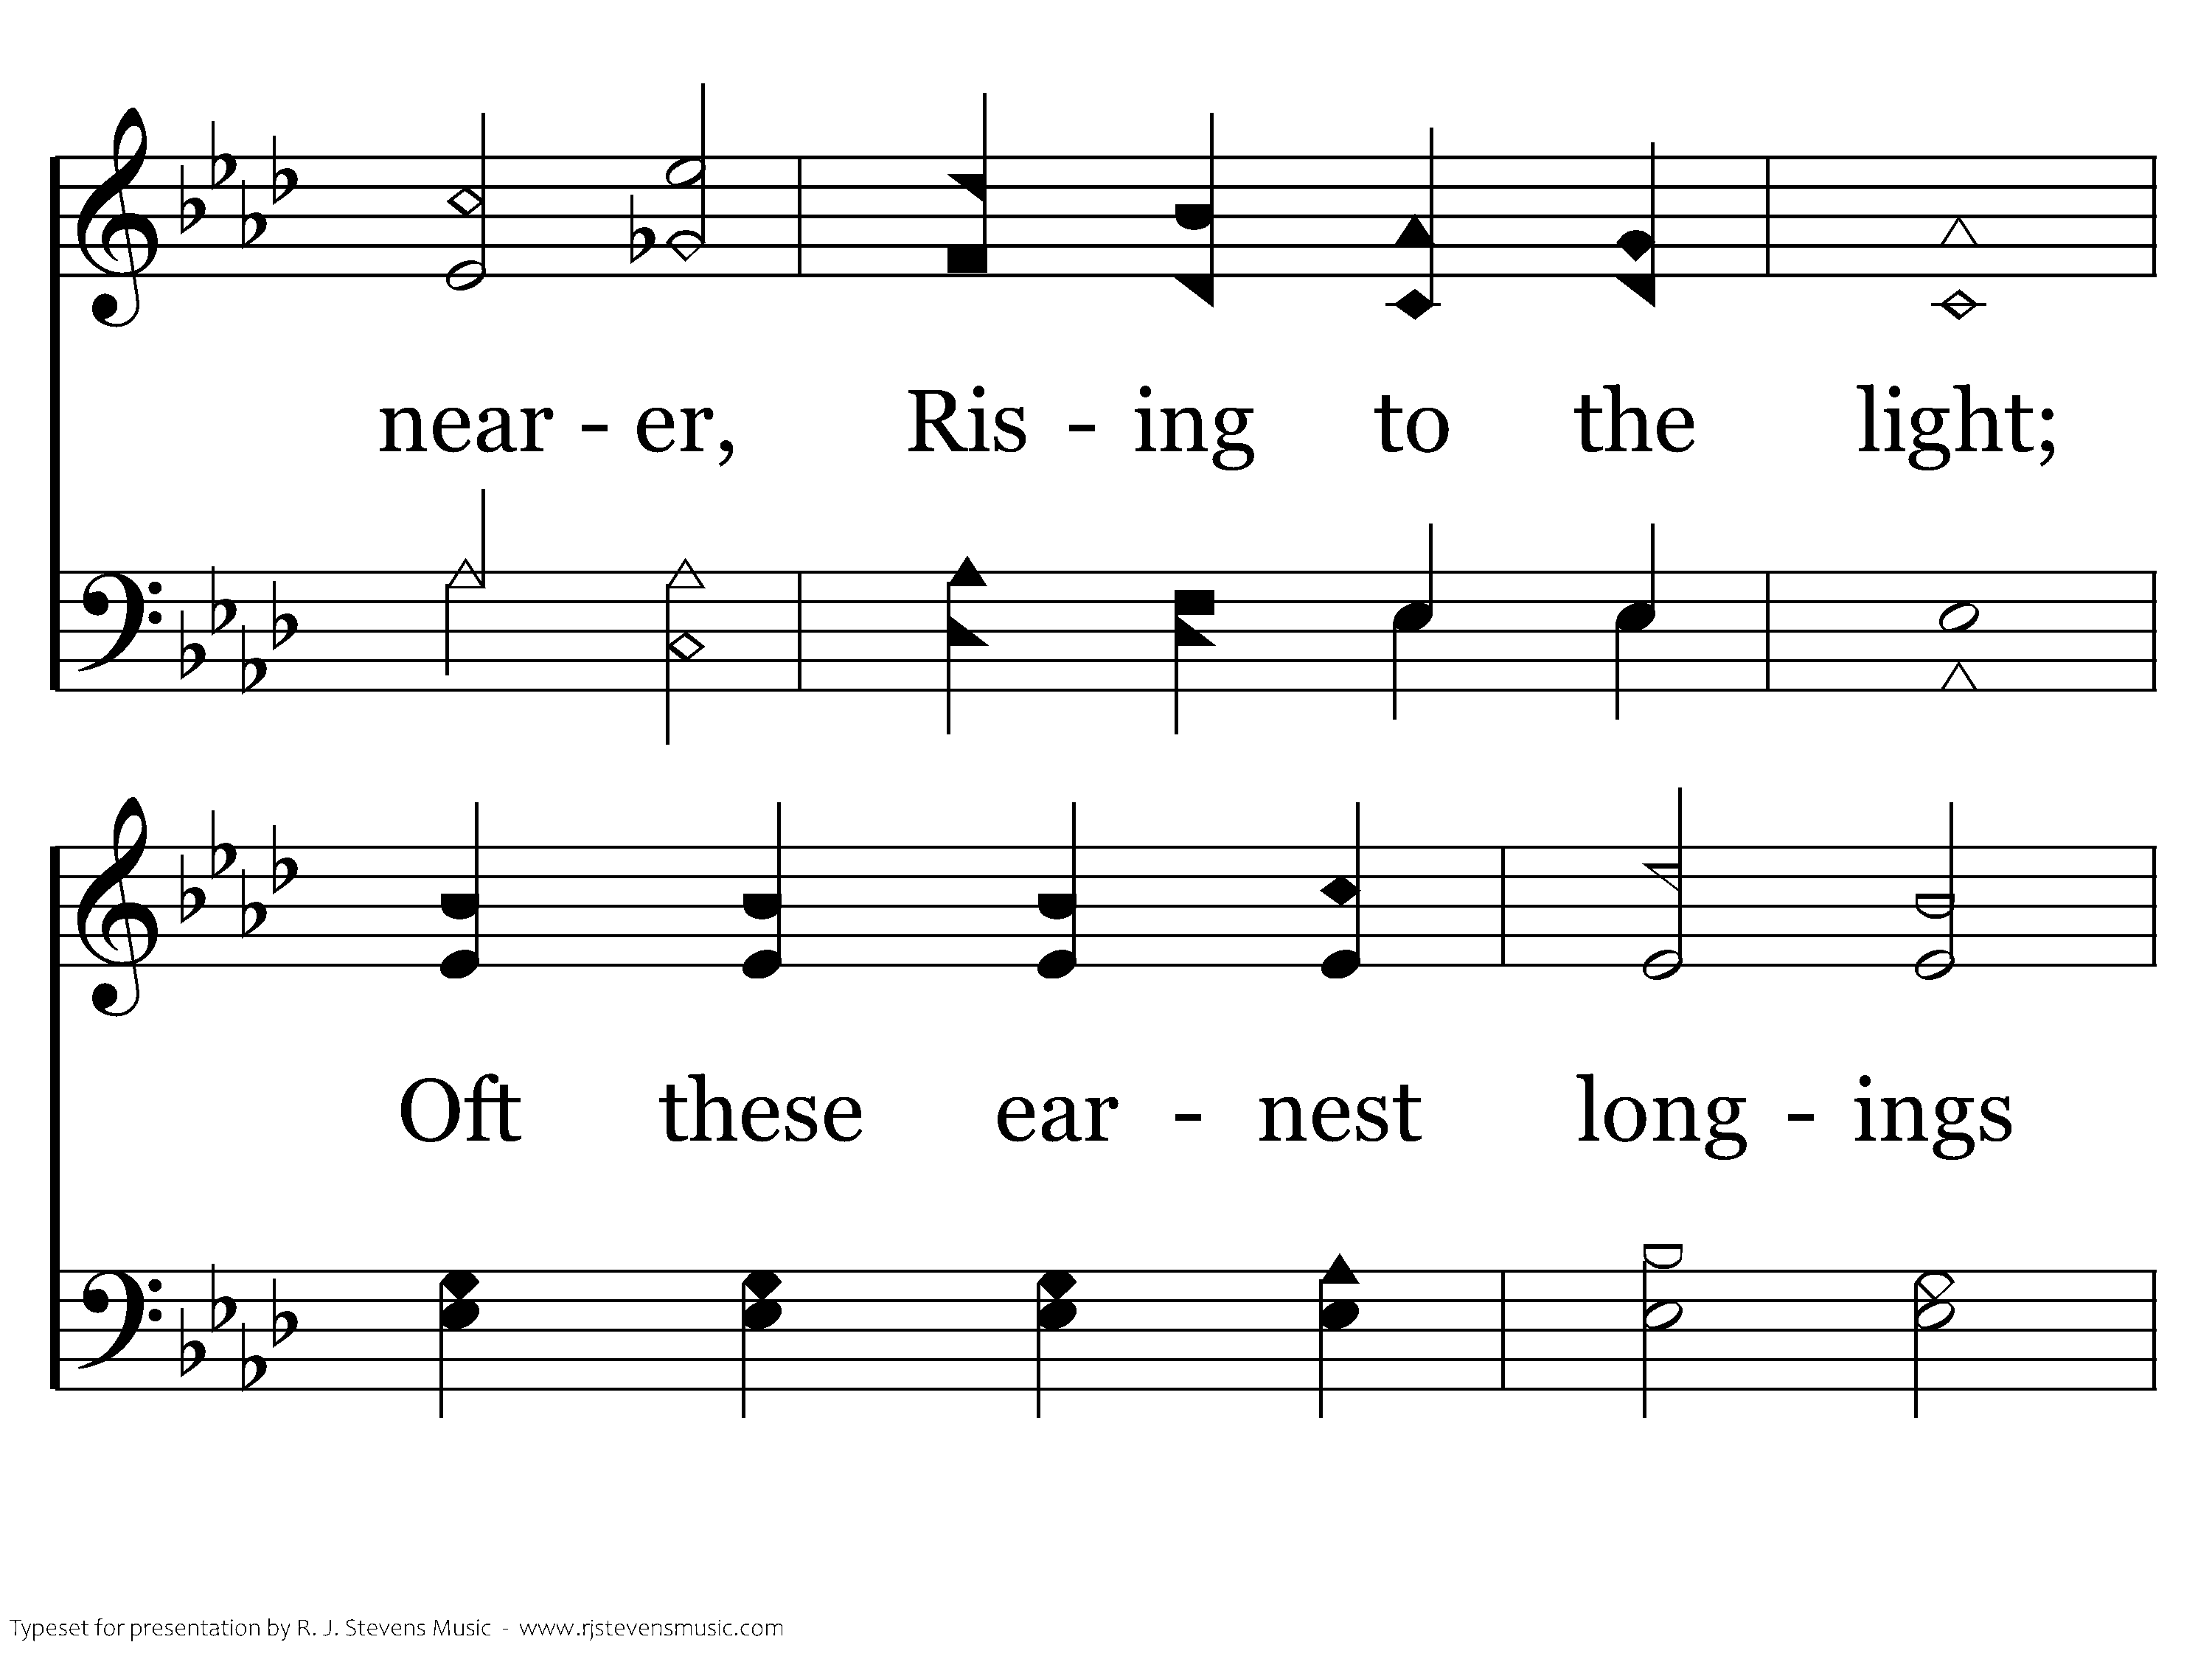 near - er, Ris - ing to the light;
Oft these ear - nest long - ings
Typeset for presentation by R. J. Stevens Music - www.rjstevensmusic.com